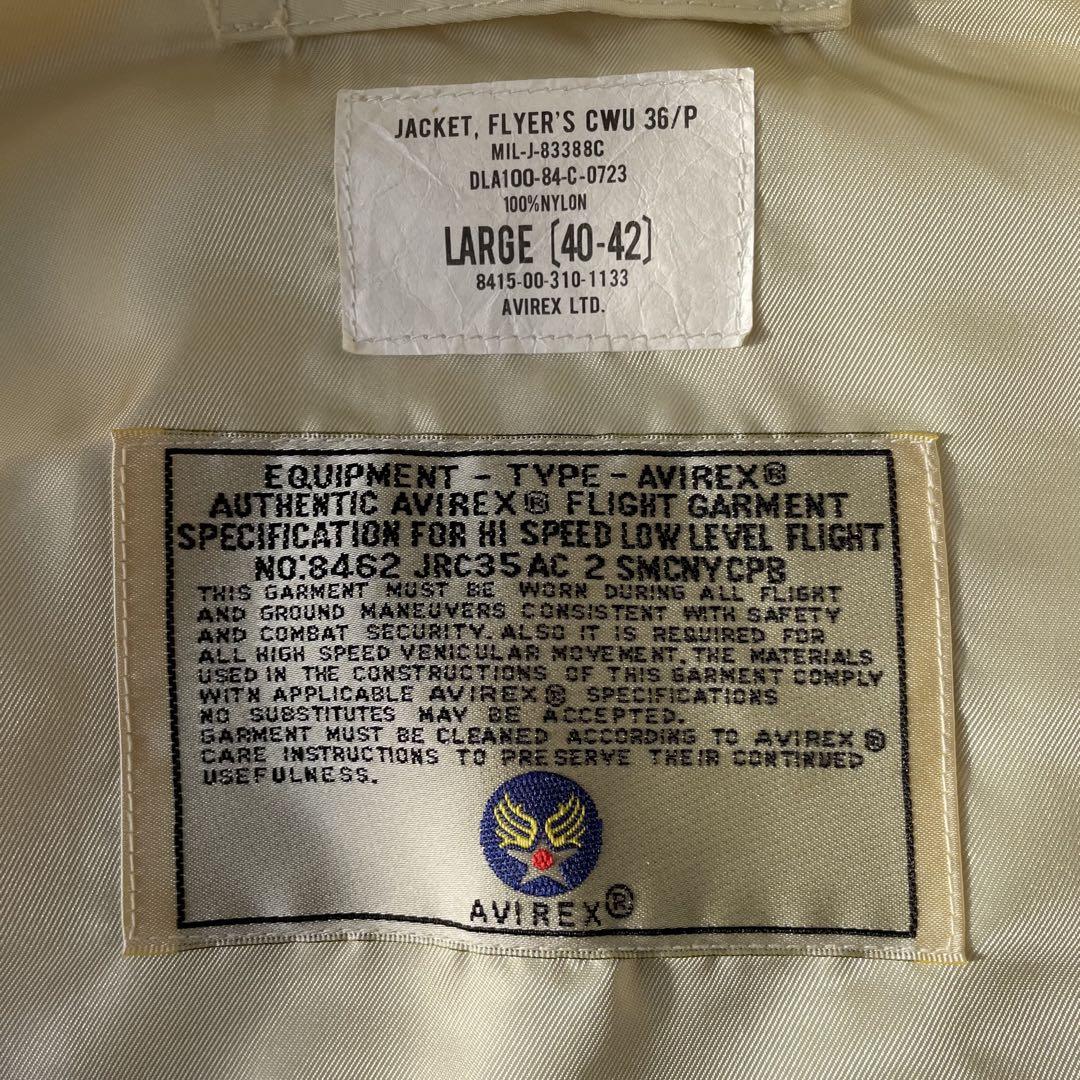 JACKET, FLYER'S CWU 36/P
MIL-J-83388C
DLA100-84-C-0723
100%NYLON
LARGE (40-42)
8415-00-310-1133
AVIREX LTD.
EQUIPMENT - TYPE - AVIREX®
AUTHENTIC AVIREX® FLIGHT GARMENT
SPECIFICATION FOR HI SPEED LOW LEVEL FLIGHT
NO:8462 JRC35 AC 2 SMCNYCPB
THIS GARMENT MUST BE WORN DURING ALL FLIGHT
AND GROUND MANEUVERS CONSISTENT WITH SAFETY
AND COMBAT SECURITY. ALSO IT IS REQUIRED FOR
ALL HIGH SPEED VEHICULAR MOVEMENT. THE MATERIALS
USED IN THE CONSTRUCTIONS OF THIS GARMENT COMPLY
WITH APPLICABLE AVIREX® SPECIFICATIONS
NO SUBSTITUTES MAY BE ACCEPTED.
GARMENT MUST BE CLEANED ACCORDING TO AVIREX®
CARE INSTRUCTIONS TO PRESERVE THEIR CONTINUED
USEFULNESS.
AVIREX®